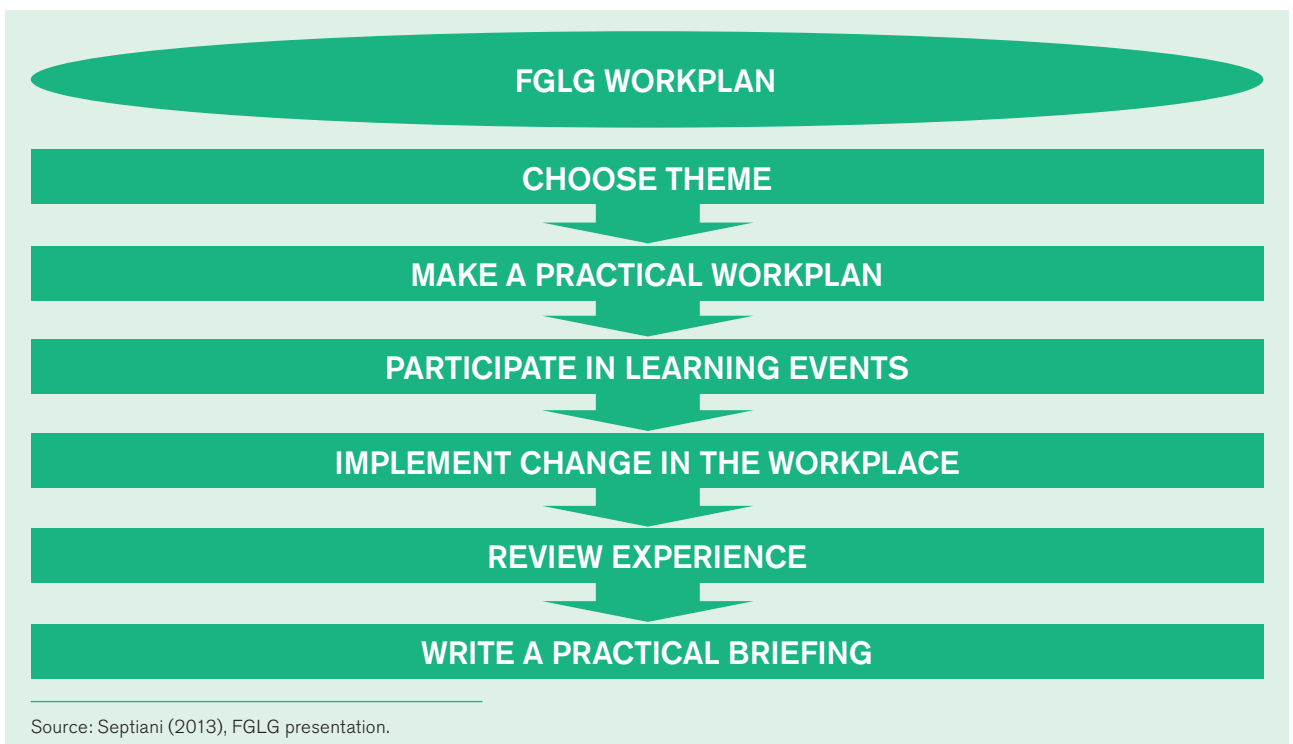 FGLG WORKPLAN
CHOOSE THEME
MAKE A PRACTICAL WORKPLAN
PARTICIPATE IN LEARNING EVENTS
IMPLEMENT CHANGE IN THE WORKPLACE
REVIEW EXPERIENCE
WRITE A PRACTICAL BRIEFING
Source: Septiani (2013), FGLG presentation.